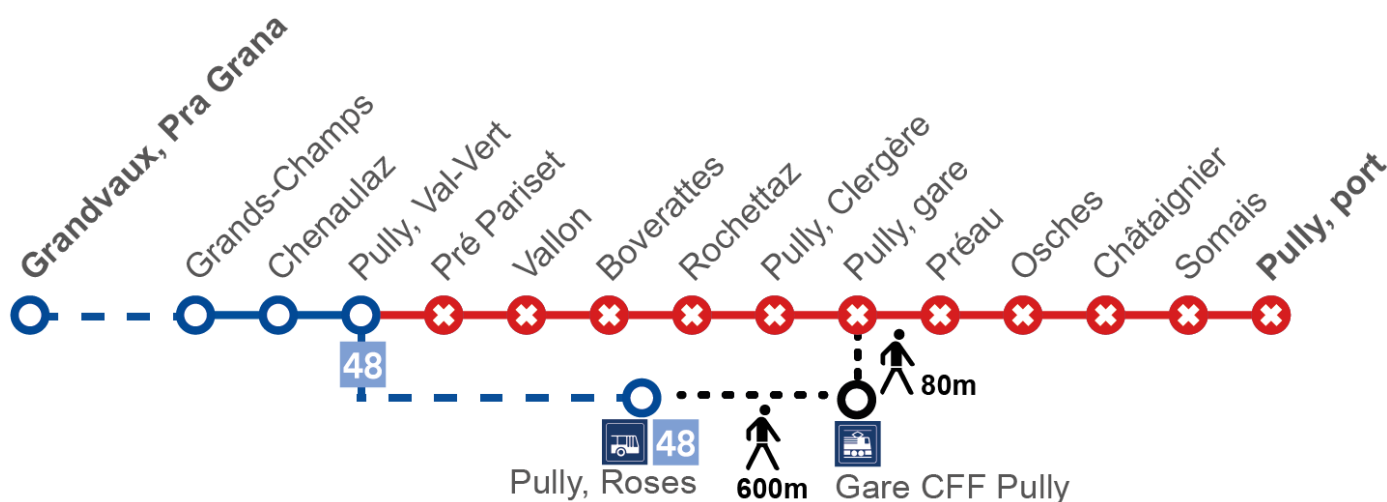 Grandvaux, Pra Grana
Grands-Champs
Chenaulaz
Pully, Val-Vert
Pré Pariset
Vallon
Boverattes
Rochettaz
Pully, Clergère
Pully, gare
Préau
Osches
Châtaignier
Somais
Pully, port
48
80m
48
Pully, Roses
600m
Gare CFF Pully